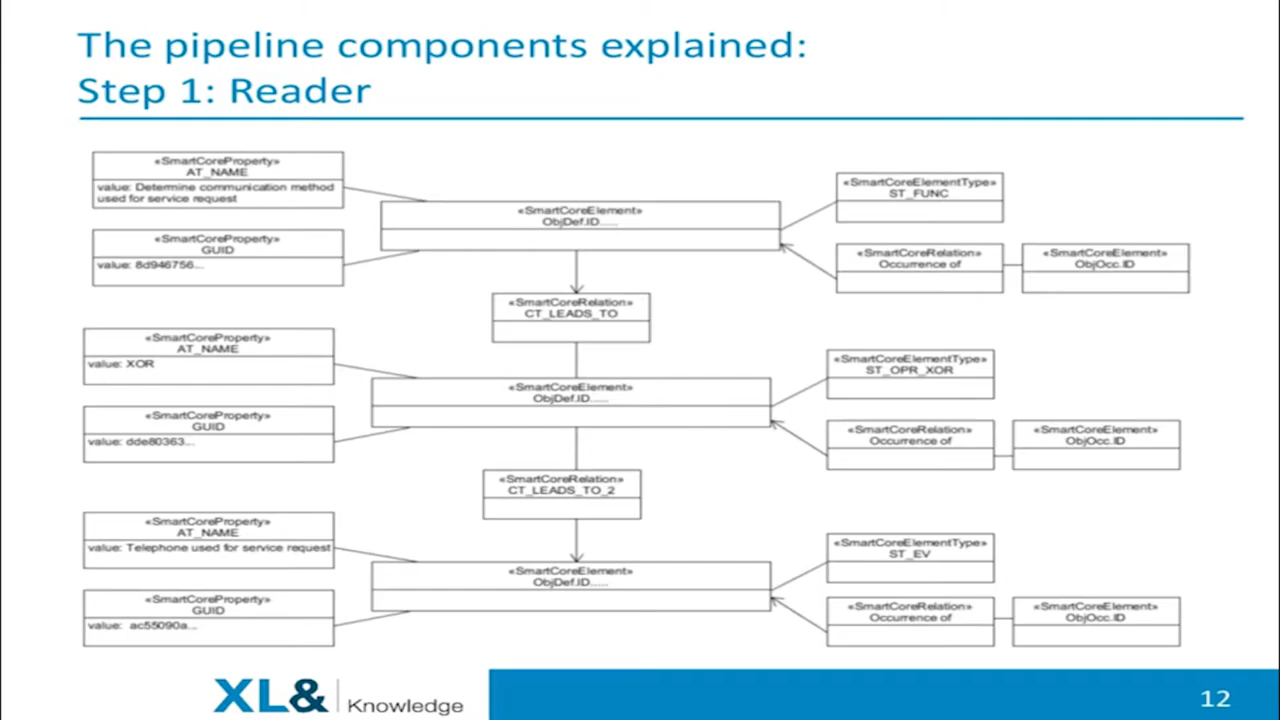 The pipeline components explained:
Step 1: Reader
«SmartCoreProperty»
AT_NAME
value: Determine communication method
used for service request
«SmartCoreProperty»
GUID
value: 8d946756...
«SmartCoreElement»
ObjDef.ID.....
«SmartCoreElementType»
ST_FUNC
«SmartCoreRelation»
Occurrence of
«SmartCoreElement»
ObjOcc.ID
«SmartCoreRelation»
CT_LEADS_TO
«SmartCoreProperty»
AT_NAME
value: XOR
«SmartCoreProperty»
GUID
value: dde80363...
«SmartCoreElement»
ObjDef.ID.....
«SmartCoreElementType»
ST_OPR_XOR
«SmartCoreRelation»
Occurrence of
«SmartCoreElement»
ObjOcc.ID
«SmartCoreRelation»
CT_LEADS_TO_2
«SmartCoreProperty»
AT_NAME
value: Telephone used for service request
«SmartCoreProperty»
GUID
value: ac55090a...
«SmartCoreElement»
ObjDef.ID.....
«SmartCoreElementType»
ST_EV
«SmartCoreRelation»
Occurrence of
«SmartCoreElement»
ObjOcc.ID
XL& Knowledge
12